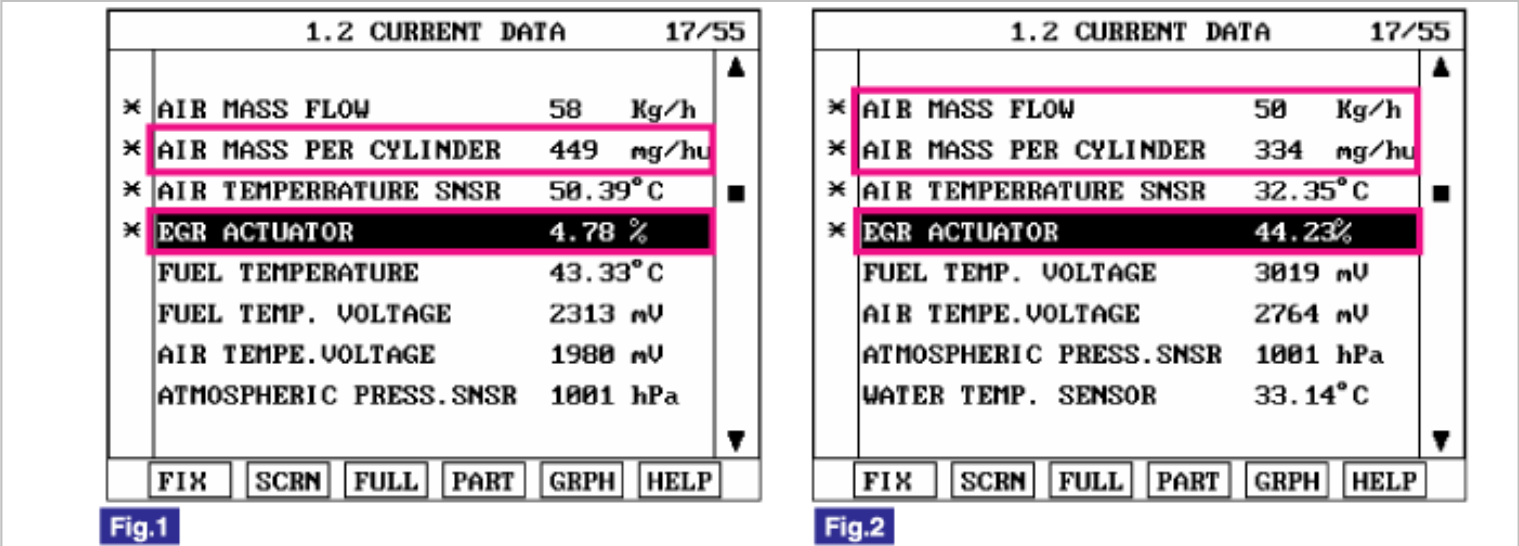 1.2 CURRENT DATA 17/55
▲
* AIR MASS FLOW 58 Kg/h
* AIR MASS PER CYLINDER 449 mg/hu
* AIR TEMPERRATURE SNSR 50.39°C ■
* EGR ACTUATOR 4.78 %
FUEL TEMPERATURE 43.33°C
FUEL TEMP. VOLTAGE 2313 mV
AIR TEMPE.VOLTAGE 1980 mV
ATMOSPHERIC PRESS.SNSR 1001 hPa
▼
FIX SCRN FULL PART GRPH HELP
Fig.1
1.2 CURRENT DATA 17/55
▲
* AIR MASS FLOW 50 Kg/h
* AIR MASS PER CYLINDER 334 mg/hu
* AIR TEMPERRATURE SNSR 32.35°C ■
* EGR ACTUATOR 44.23%
FUEL TEMP. VOLTAGE 3019 mV
AIR TEMPE.VOLTAGE 2764 mV
ATMOSPHERIC PRESS.SNSR 1001 hPa
WATER TEMP. SENSOR 33.14°C
▼
FIX SCRN FULL PART GRPH HELP
Fig.2